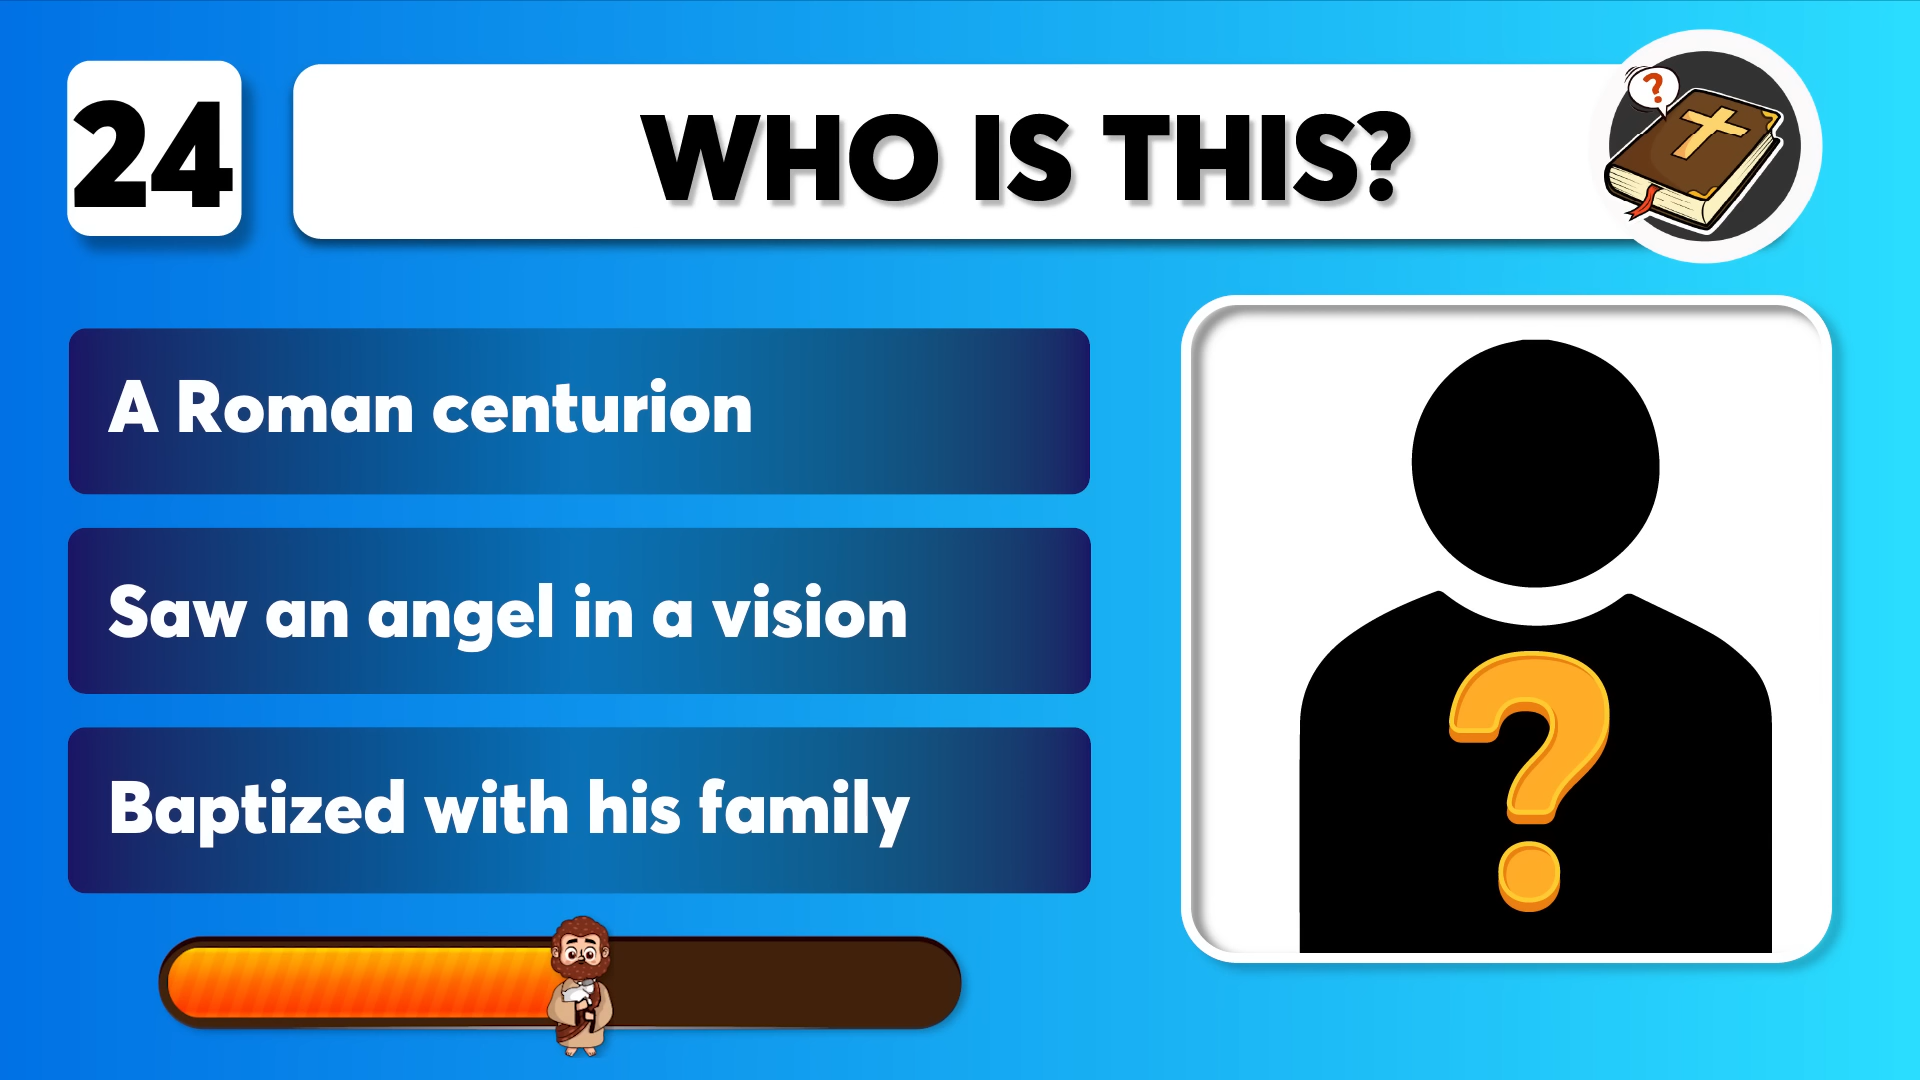 24
WHO IS THIS?
?
A Roman centurion
Saw an angel in a vision
Baptized with his family
?